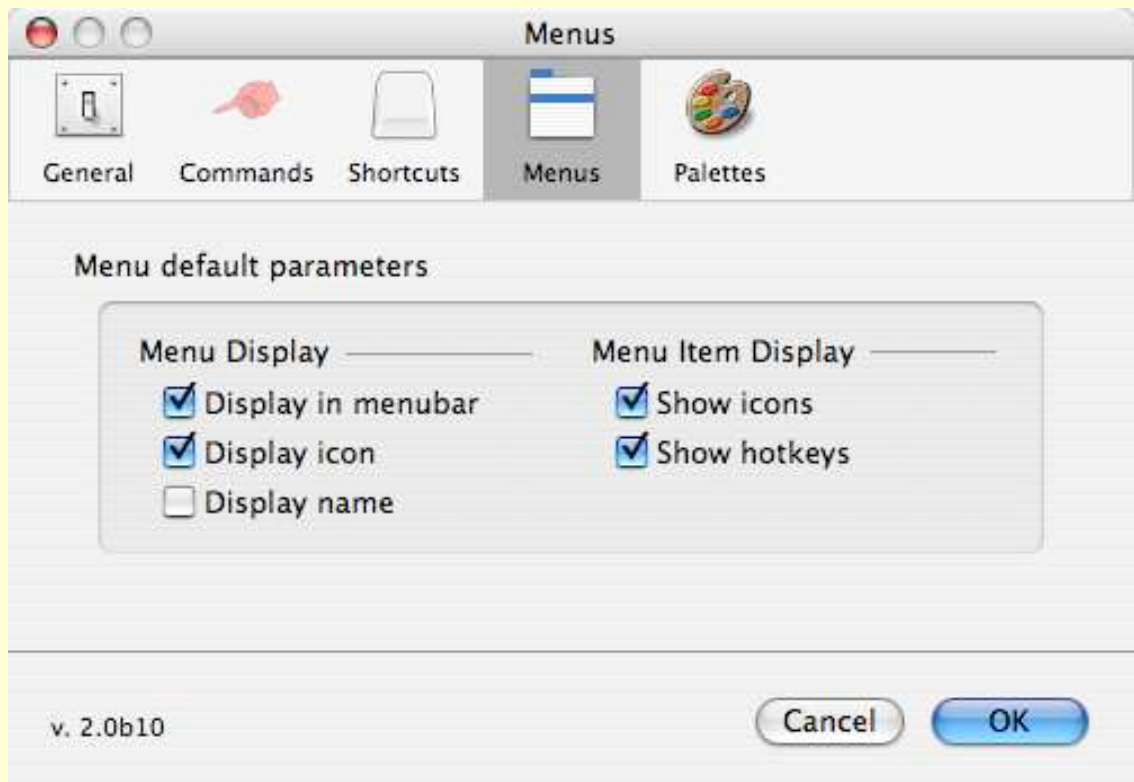 Menus
General Commands Shortcuts Menus Palettes
Menu default parameters
Menu Display Menu Item Display
Display in menubar Show icons
Display icon Show hotkeys
Display name
v. 2.0b10 Cancel OK